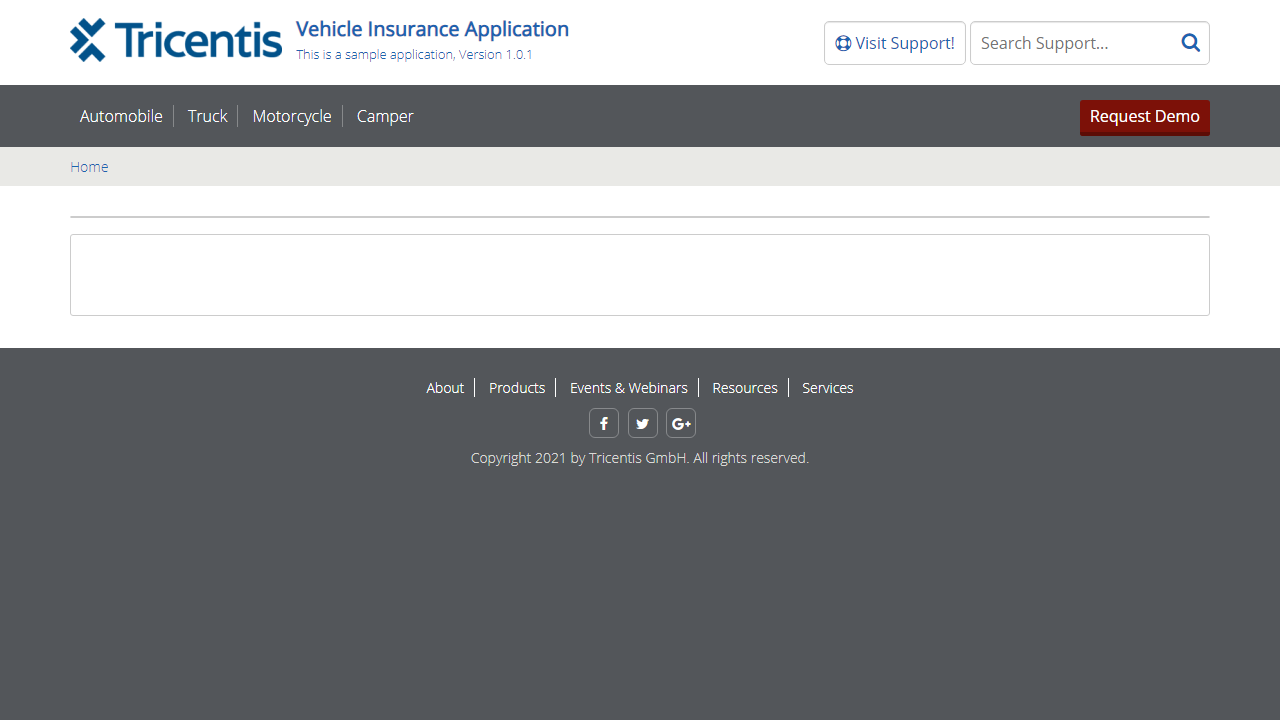 Tricentis
Vehicle Insurance Application
This is a sample application, Version 1.0.1
Visit Support!
Search Support...
Automobile
Truck
Motorcycle
Camper
Request Demo
Home
About
Products
Events & Webinars
Resources
Services
Copyright 2021 by Tricentis GmbH. All rights reserved.